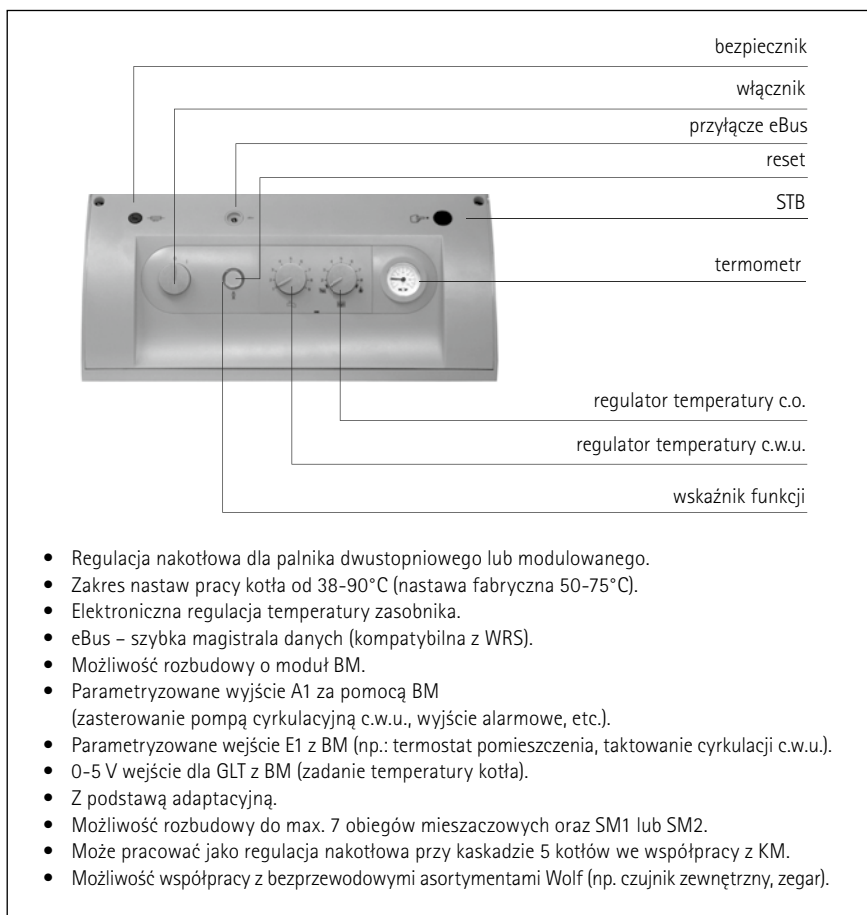 bezpiecznik
włącznik
przyłącze eBus
reset
STB
termometr
regulator temperatury c.o.
regulator temperatury c.w.u.
wskaźnik funkcji
• Regulacja nakotłowa dla palnika dwustopniowego lub modulowanego.
• Zakres nastaw pracy kotła od 38-90°C (nastawa fabryczna 50-75°C).
• Elektroniczna regulacja temperatury zasobnika.
• eBus – szybka magistrala danych (kompatybilna z WRS).
• Możliwość rozbudowy o moduł BM.
• Parametryzowane wyjście A1 za pomocą BM
(zasterowanie pompą cyrkulacyjną c.w.u., wyjście alarmowe, etc.).
• Parametryzowane wejście E1 z BM (np.: termostat pomieszczenia, taktowanie cyrkulacji c.w.u.).
• 0-5 V wejście dla GLT z BM (zadanie temperatury kotła).
• Z podstawą adaptacyjną.
• Możliwość rozbudowy do max. 7 obiegów mieszaczowych oraz SM1 lub SM2.
• Może pracować jako regulacja nakotłowa przy kaskadzie 5 kotłów we współpracy z KM.
• Możliwość współpracy z bezprzewodowymi asortymentami Wolf (np. czujnik zewnętrzny, zegar).